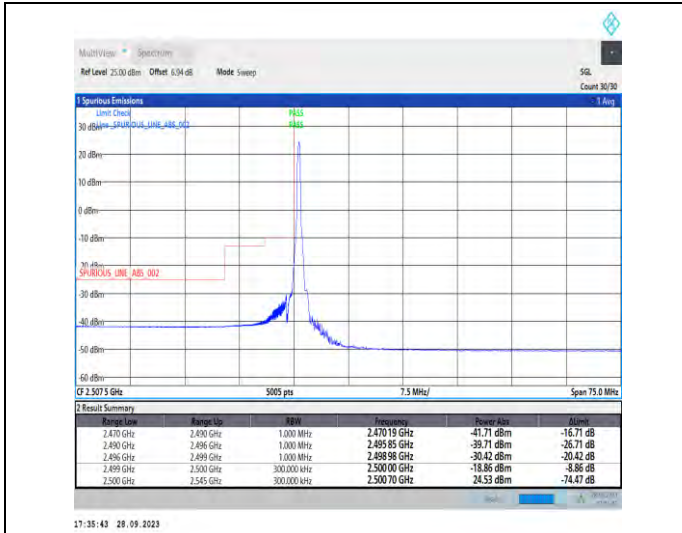 MultiView Spectrum
Ref Level 25.00 dBm Offset 6.94 dB Mode Sweep SGL
Count 30/30
1 Spurious Emissions 1 Avg
Limit Check PASS
30 dBm Line _SPURIOUS_LINE_ABS_002 PASS
20 dBm
10 dBm
0 dBm
-10 dBm
-20 dBm
SPURIOUS_LINE_ABS_002
-30 dBm
-40 dBm
-50 dBm
-60 dBm
CF 2.5075 GHz 5005 pts 7.5 MHz/ Span 75.0 MHz
2 Result Summary
Range Low Range Up RBW Frequency Power Abs ΔLimit
2.470 GHz 2.490 GHz 1.000 MHz 2.470 19 GHz -41.71 dBm -16.71 dB
2.490 GHz 2.496 GHz 1.000 MHz 2.495 85 GHz -39.71 dBm -26.71 dB
2.496 GHz 2.499 GHz 1.000 MHz 2.498 98 GHz -30.42 dBm -20.42 dB
2.499 GHz 2.500 GHz 300.000 kHz 2.500 00 GHz -18.86 dBm -8.86 dB
2.500 GHz 2.545 GHz 300.000 kHz 2.500 70 GHz 24.53 dBm -74.47 dB
17:35:43 28.09.2023